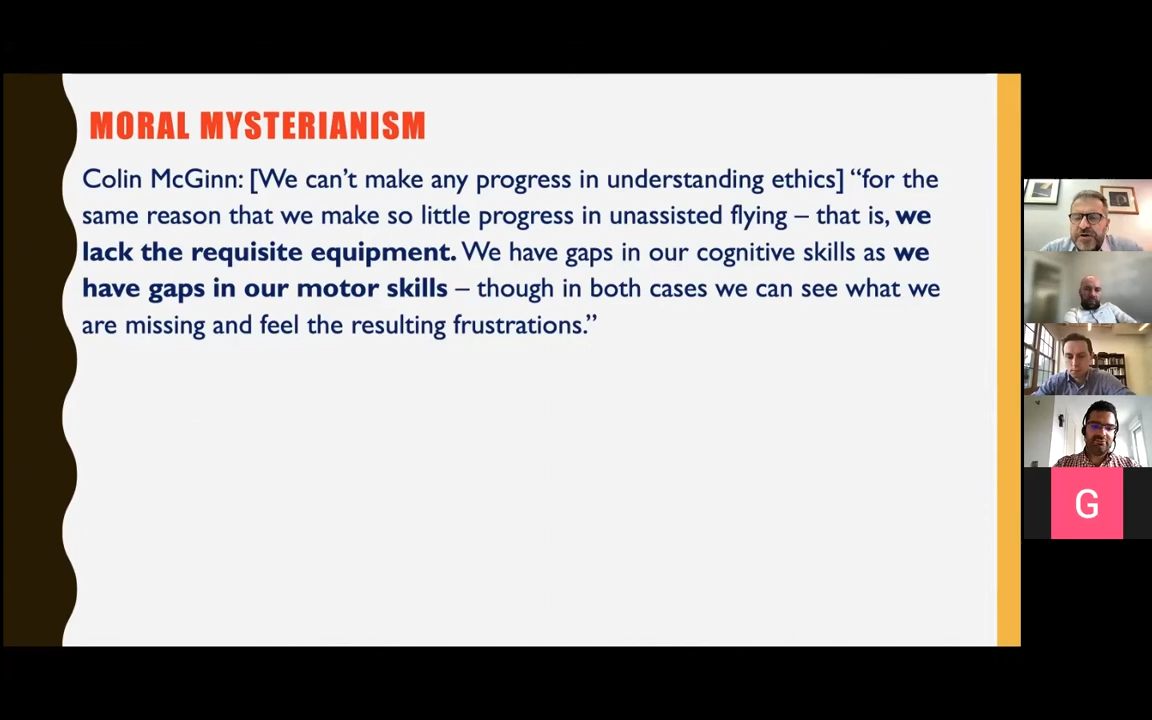 MORAL MYSTERIANISM
Colin McGinn: [We can’t make any progress in understanding ethics] “for the
same reason that we make so little progress in unassisted flying – that is, we
lack the requisite equipment. We have gaps in our cognitive skills as we
have gaps in our motor skills – though in both cases we can see what we
are missing and feel the resulting frustrations.”
G